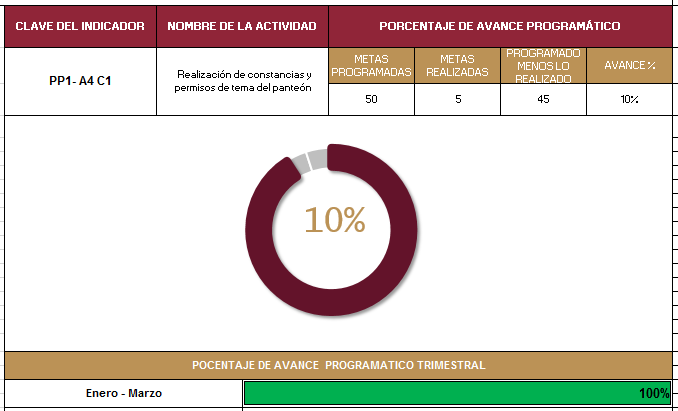 CLAVE DEL INDICADOR
NOMBRE DE LA ACTIVIDAD
PORCENTAJE DE AVANCE PROGRAMÁTICO
PP1- A4 C1
Realización de constancias y
permisos de tema del panteón
METAS
PROGRAMADAS
METAS
REALIZADAS
PROGRAMADO
MENOS LO
REALIZADO
AVANCE %
50
5
45
10%
10%
POCENTAJE DE AVANCE PROGRAMATICO TRIMESTRAL
Enero - Marzo
100%